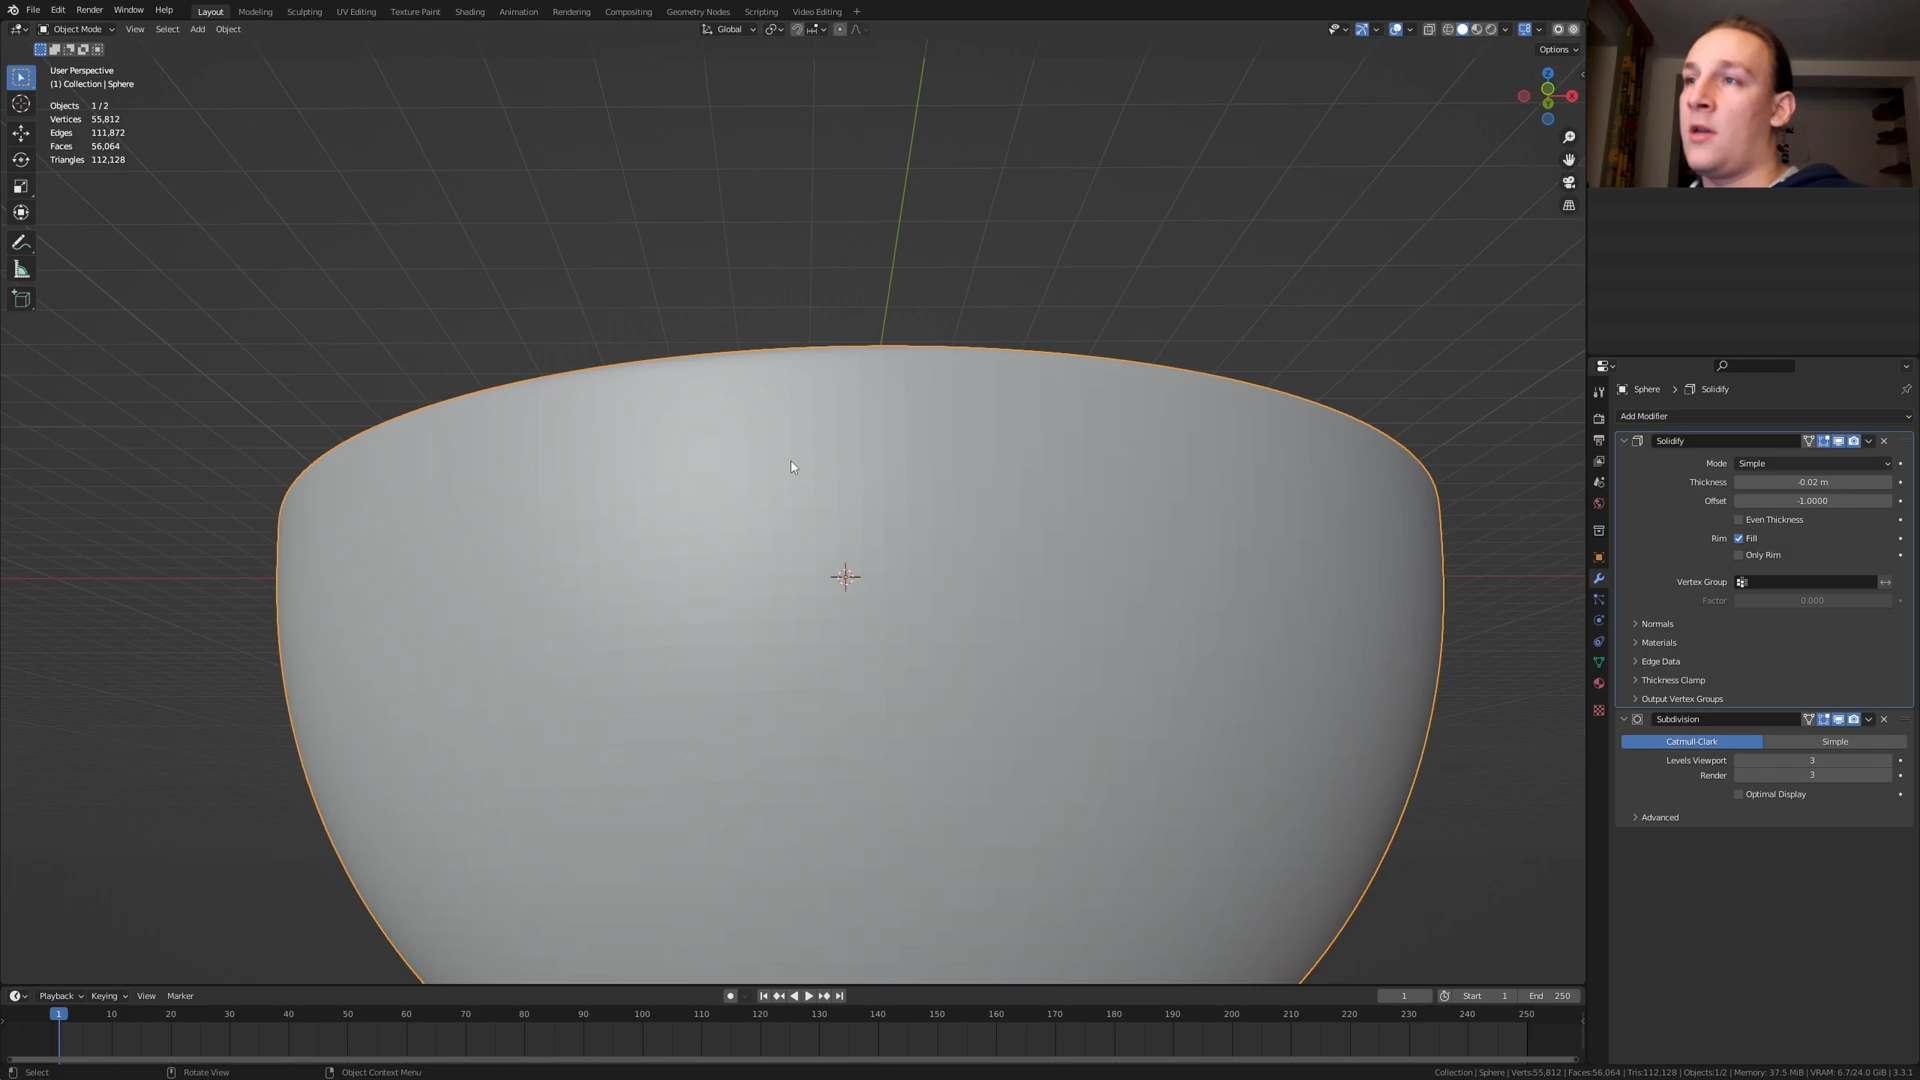 File Edit Render Window Help Layout Modeling Sculpting UV Editing Texture Paint Shading Animation Rendering Compositing Geometry Nodes Scripting Video Editing +
Object Mode View Select Add Object Global
Options
User Perspective
(1) Collection | Sphere
Objects 1 / 2
Vertices 55,812
Edges 111,872
Faces 56,064
Triangles 112,128
Z
Y
X
Sphere > Solidify
Add Modifier
Solidify
Mode Simple
Thickness -0.02 m
Offset -1.0000
Even Thickness
Rim Fill
Only Rim
Vertex Group
Factor 0.000
Normals
Materials
Edge Data
Thickness Clamp
Output Vertex Groups
Subdivision
Catmull-Clark Simple
Levels Viewport 3
Render 3
Optimal Display
Advanced
Playback Keying View Marker 1 Start 1 End 250
1 10 20 30 40 50 60 70 80 90 100 110 120 130 140 150 160 170 180 190 200 210 220 230 240 250
Select Rotate View Object Context Menu Collection | Sphere | Verts:55,812 | Faces:56,064 | Tris:112,128 | Objects:1/2 | Memory: 37.5 MiB | VRAM: 6.7/24.0 GiB | 3.3.1